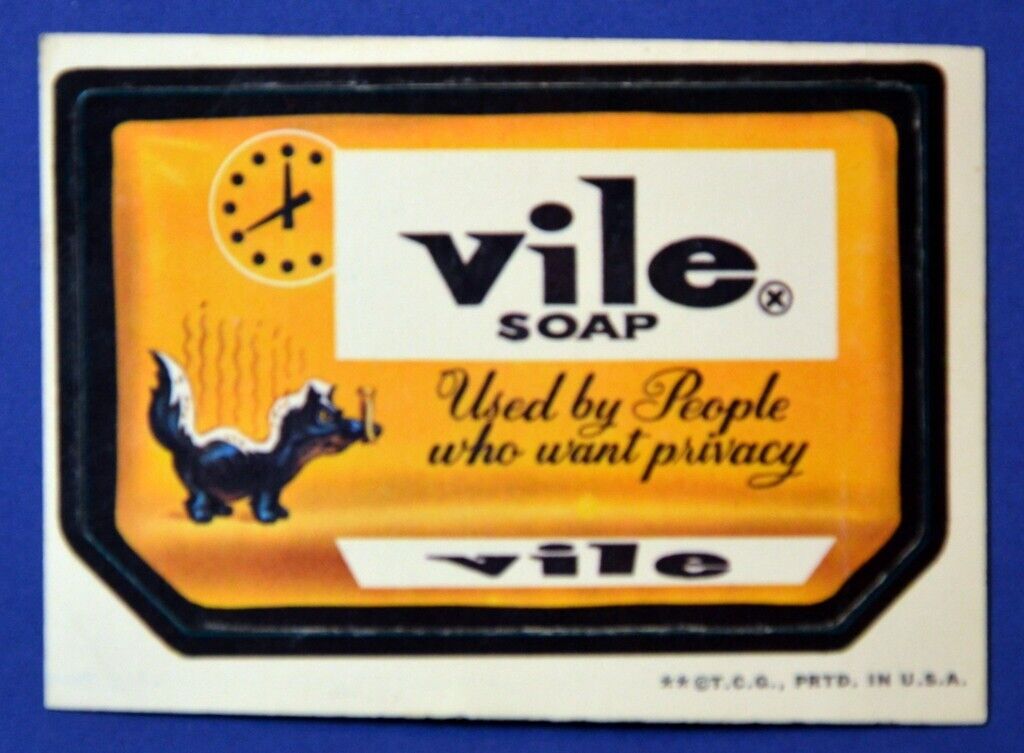 vile ®
SOAP
Used by People
who want privacy
vile
**©T.C.G., PRTD. IN U.S.A.